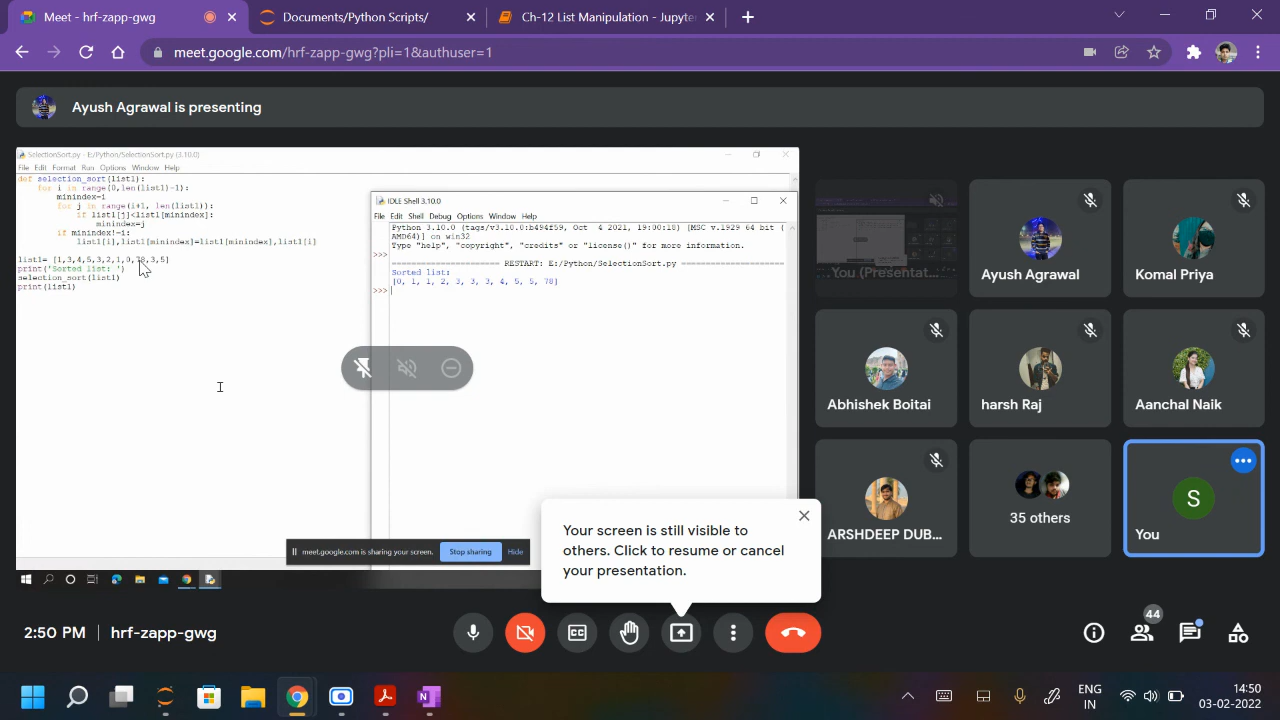 Meet - hrf-zapp-gwg
Documents/Python Scripts/
Ch-12 List Manipulation - Jupyte
meet.google.com/hrf-zapp-gwg?pli=1&authuser=1
Ayush Agrawal is presenting
SelectionSort.py - E:/Python/SelectionSort.py (3.10.0)
File Edit Format Run Options Window Help
def selection_sort(list1):
for i in range(0,len(list1)-1):
minindex=i
for j in range(i+1, len(list1)):
if list1[j]<list1[minindex]:
minindex=j
if minindex!=i:
list1[i],list1[minindex]=list1[minindex],list1[i]
list1= [1,3,4,5,3,2,1,0,78,3,5]
print('Sorted list: ')
selection_sort(list1)
print(list1)
IDLE Shell 3.10.0
File Edit Shell Debug Options Window Help
Python 3.10.0 (tags/v3.10.0:b494f59, Oct 4 2021, 19:00:18) [MSC v.1929 64 bit (
AMD64)] on win32
Type "help", "copyright", "credits" or "license()" for more information.
>>>
===================== RESTART: E:/Python/SelectionSort.py ====================
Sorted list:
[0, 1, 1, 2, 3, 3, 3, 4, 5, 5, 78]
>>>
meet.google.com is sharing your screen. Stop sharing Hide
You (Presentation
Ayush Agrawal
Komal Priya
Abhishek Boitai
harsh Raj
Aanchal Naik
ARSHDEEP DUB...
35 others
S
You
Your screen is still visible to
others. Click to resume or cancel
your presentation.
2:50 PM | hrf-zapp-gwg
CC
44
ENG
IN
14:50
03-02-2022